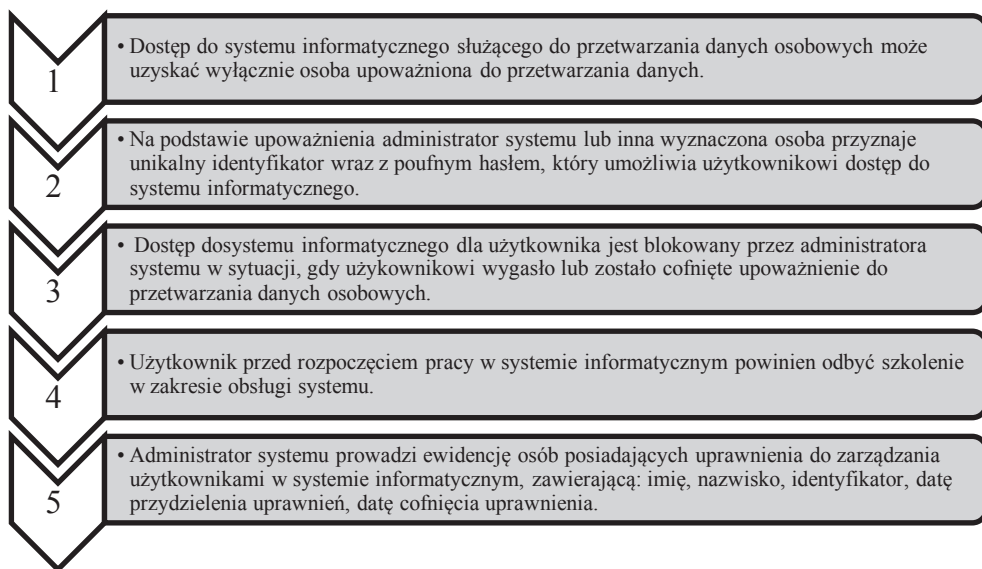 1
• Dostęp do systemu informatycznego służącego do przetwarzania danych osobowych może
uzyskać wyłącznie osoba upoważniona do przetwarzania danych.
2
• Na podstawie upoważnienia administrator systemu lub inna wyznaczona osoba przyznaje
unikalny identyfikator wraz z poufnym hasłem, który umożliwia użytkownikowi dostęp do
systemu informatycznego.
3
• Dostęp dosystemu informatycznego dla użytkownika jest blokowany przez administratora
systemu w sytuacji, gdy użykownikowi wygasło lub zostało cofnięte upoważnienie do
przetwarzania danych osobowych.
4
• Użytkownik przed rozpoczęciem pracy w systemie informatycznym powinien odbyć szkolenie
w zakresie obsługi systemu.
5
• Administrator systemu prowadzi ewidencję osób posiadających uprawnienia do zarządzania
użytkownikami w systemie informatycznym, zawierającą: imię, nazwisko, identyfikator, datę
przydzielenia uprawnień, datę cofnięcia uprawnienia.